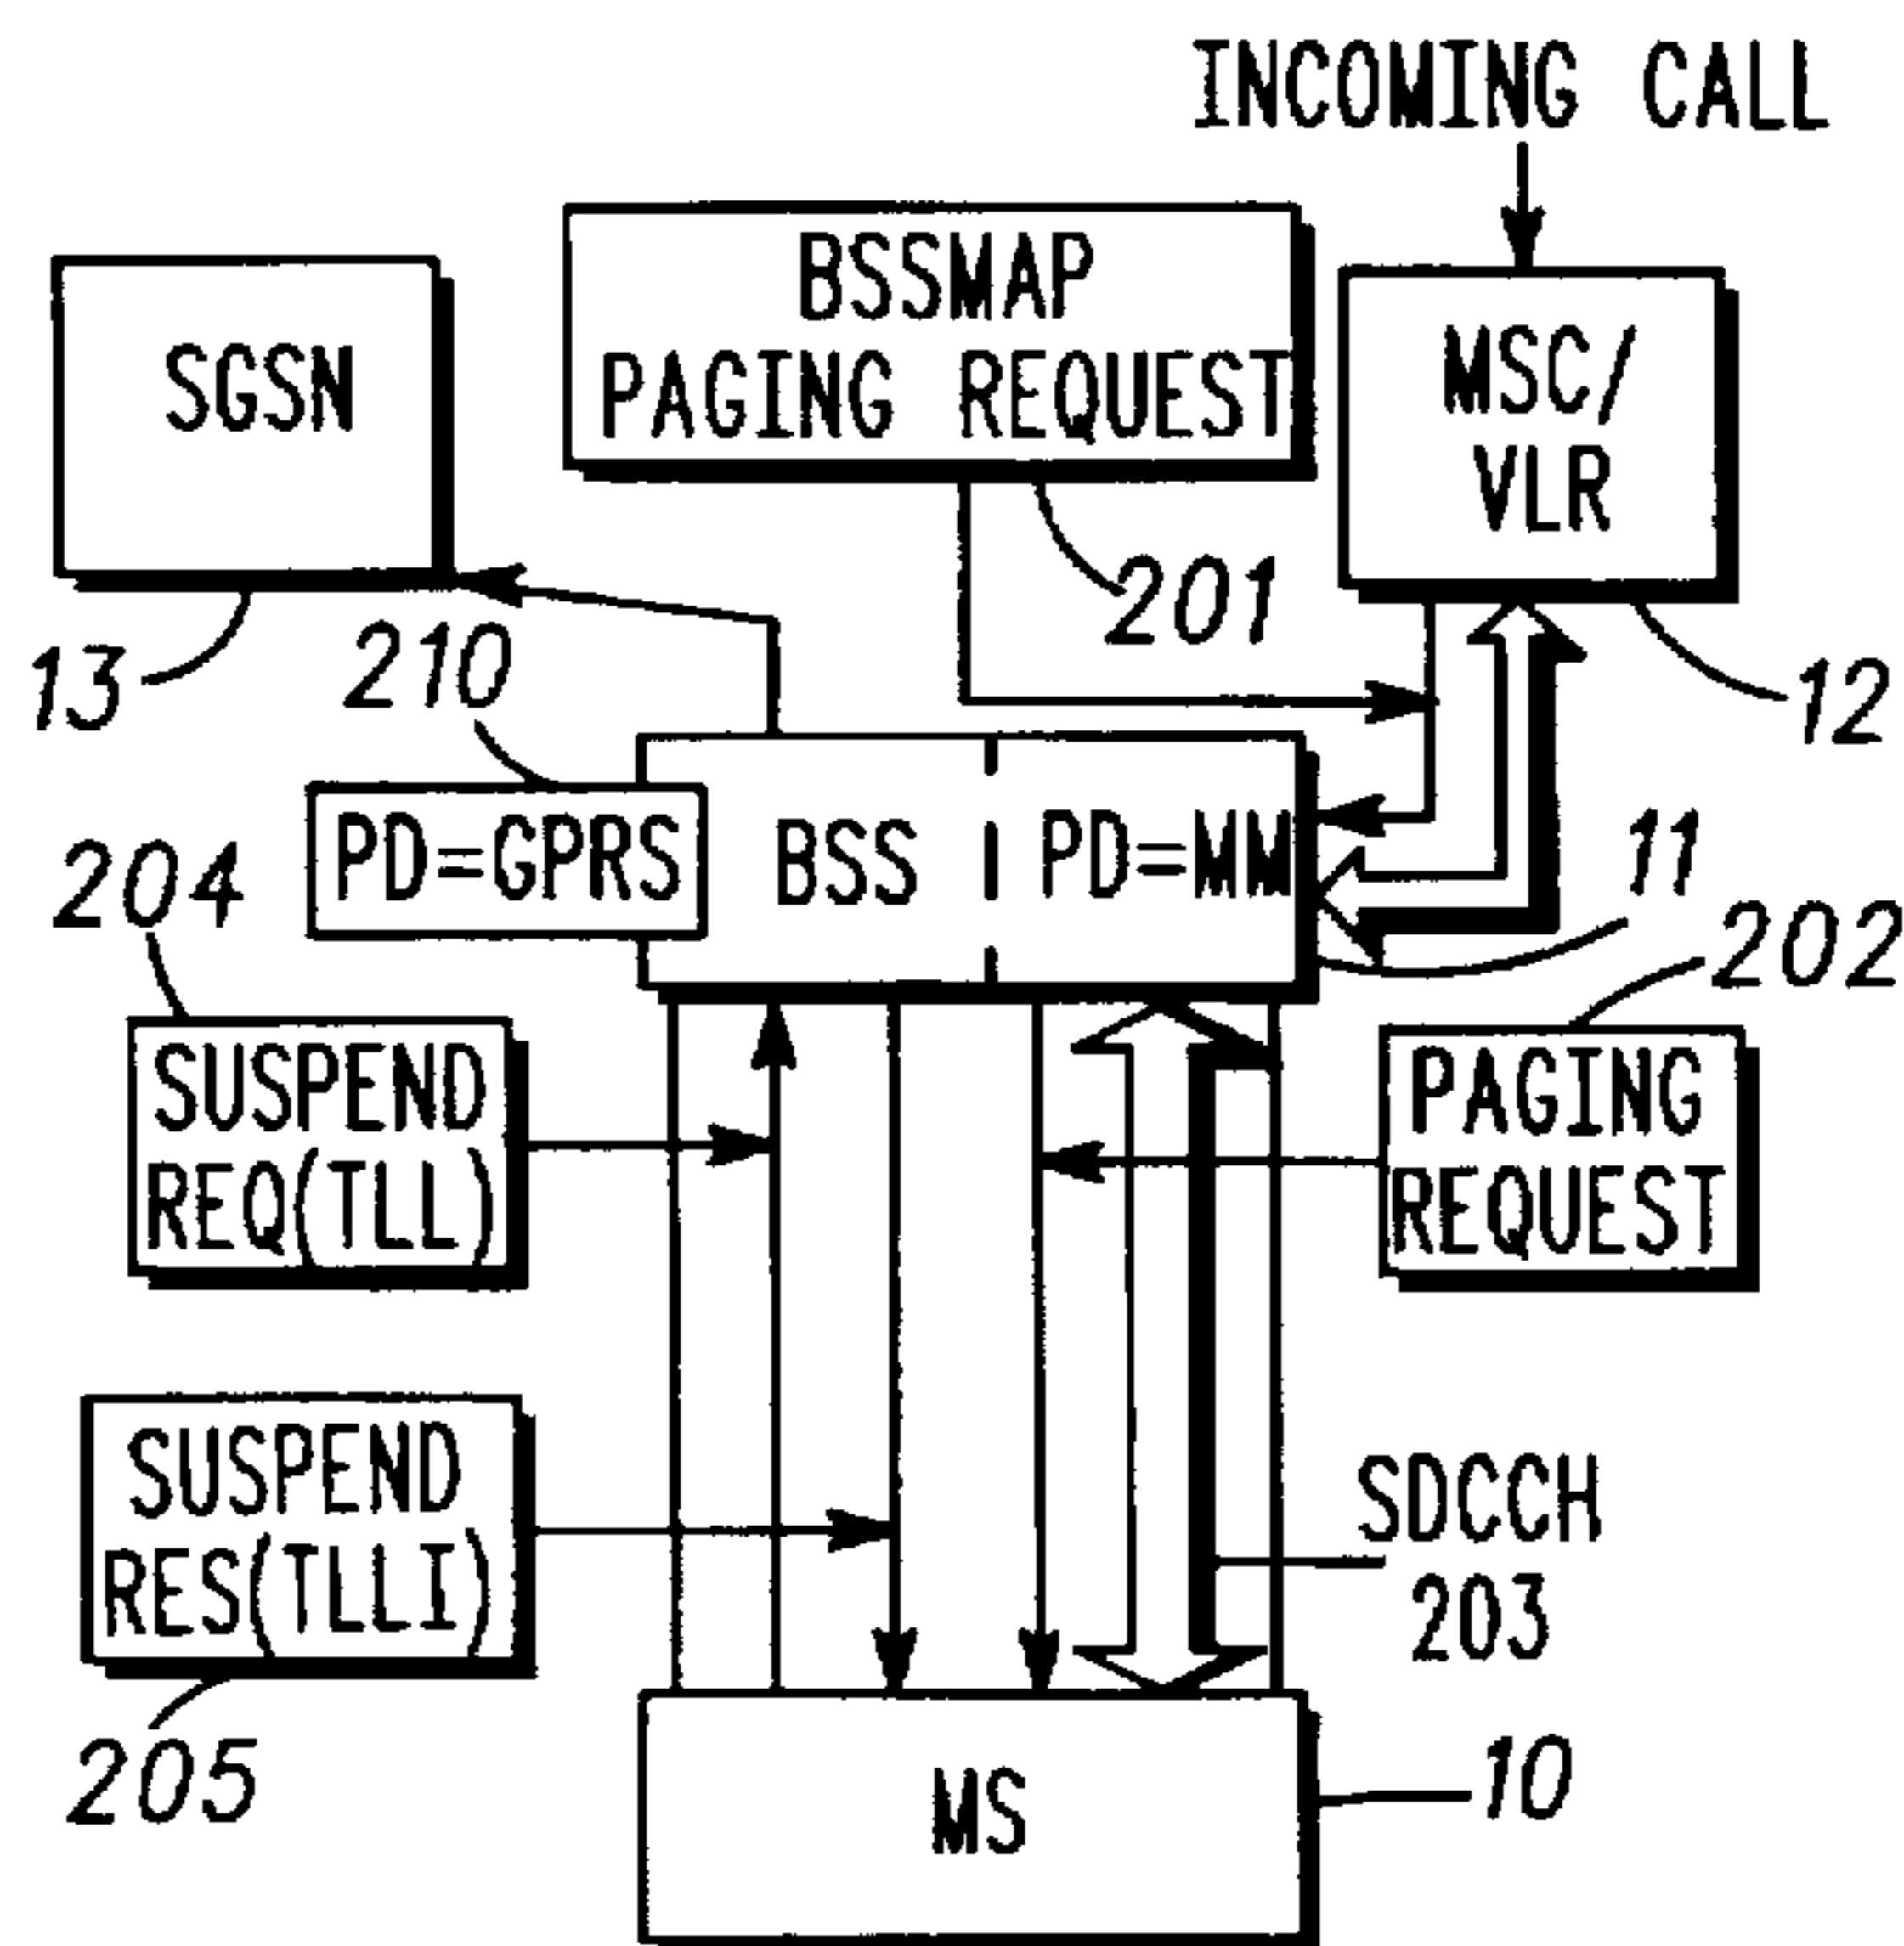 INCOMING CALL
BSSMAP
PAGING REQUEST
SGSN
MSC/
VLR
201
13
210
12
PD=GPRS
BSS
PD=MM
11
204
202
SUSPEND
REQ(TLL)
PAGING
REQUEST
SUSPEND
RES(TLLI)
SDCCH
203
205
MS
10